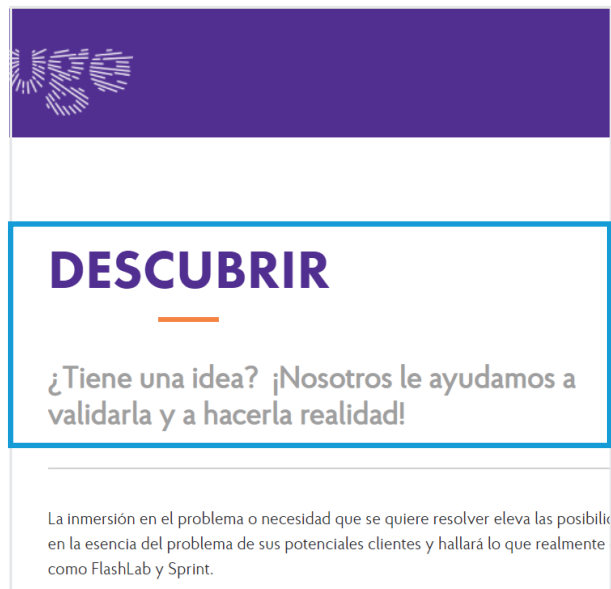 uge
DESCUBRIR
¿Tiene una idea? ¡Nosotros le ayudamos a
validarla y a hacerla realidad!
La inmersión en el problema o necesidad que se quiere resolver eleva las
en la esencia del problema de sus potenciales clientes y hallará lo que realmente
como FlashLab y Sprint.